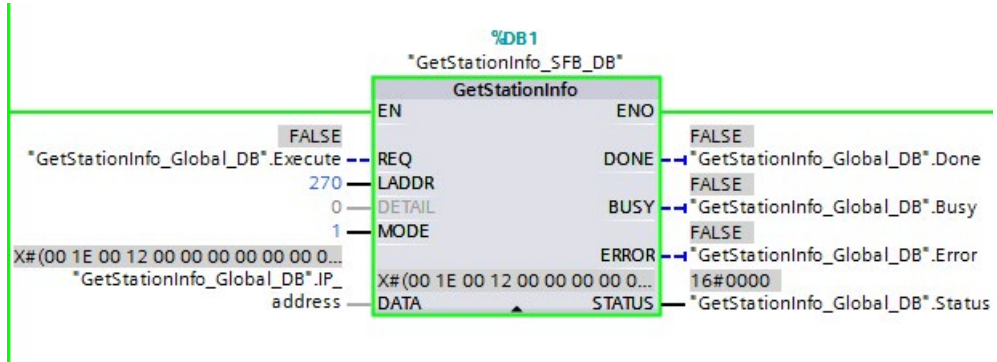 %DB1
"GetStationInfo_SFB_DB"
GetStationInfo
EN ENO
FALSE FALSE
"GetStationInfo_Global_DB".Execute REQ DONE "GetStationInfo_Global_DB".Done
270 LADDR FALSE
0 DETAIL BUSY "GetStationInfo_Global_DB".Busy
1 MODE FALSE
X#(00 1E 00 12 00 00 00 00 00 00 0... ERROR "GetStationInfo_Global_DB".Error
"GetStationInfo_Global_DB".IP_ X#(00 1E 00 12 00 00 00 00 00 0... 16#0000
address DATA STATUS "GetStationInfo_Global_DB".Status